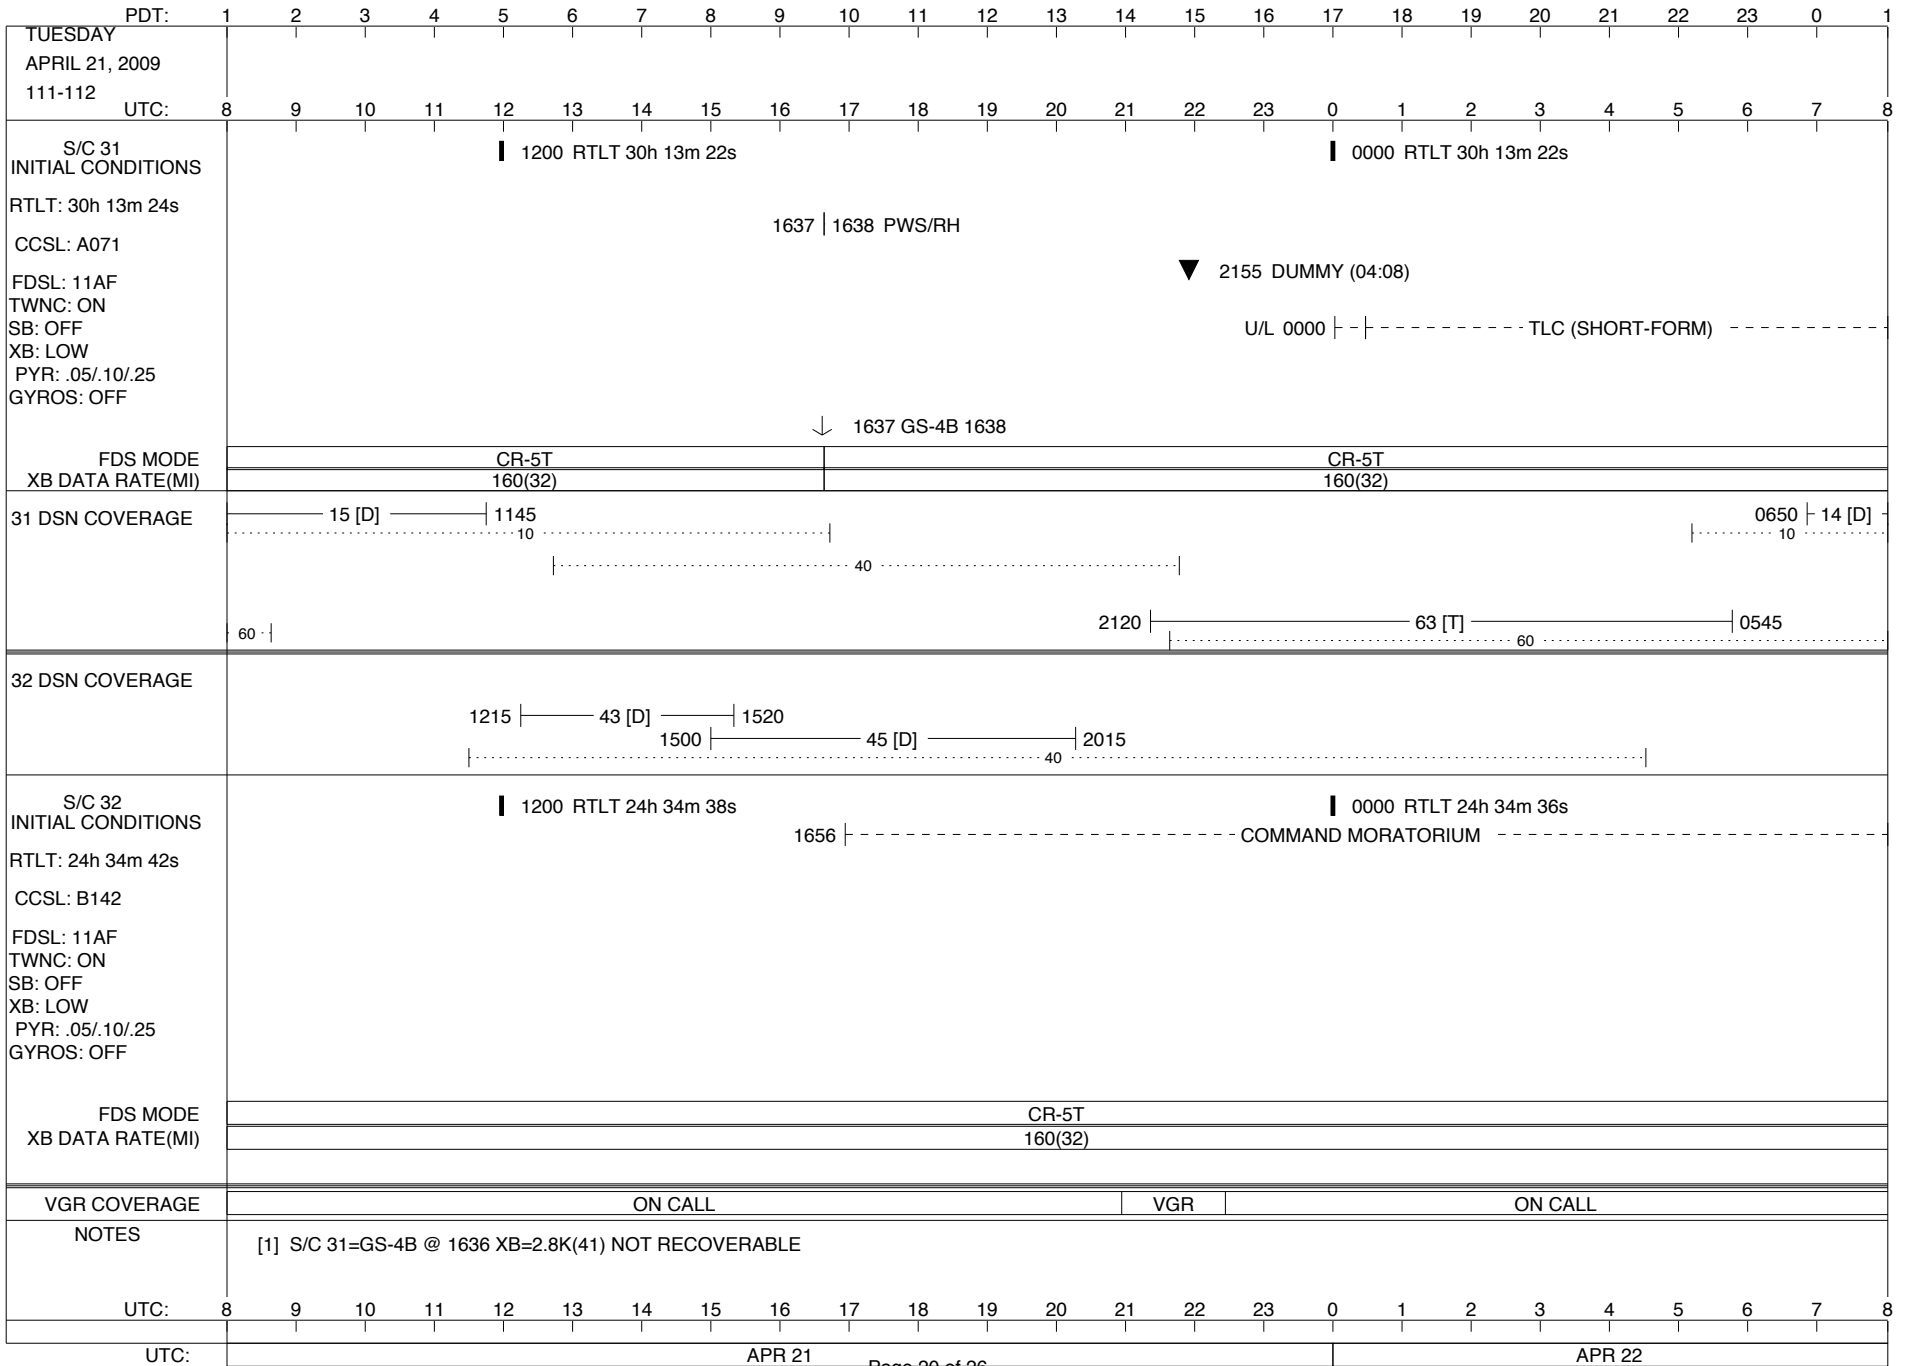 PDT: 1 2 3 4 5 6 7 8 9 10 11 12 13 14 15 16 17 18 19 20 21 22 23 0 1
TUESDAY
APRIL 21, 2009
111-112
UTC: 8 9 10 11 12 13 14 15 16 17 18 19 20 21 22 23 0 1 2 3 4 5 6 7 8
S/C 31
INITIAL CONDITIONS
1200 RTLT 30h 13m 22s
0000 RTLT 30h 13m 22s
RTLT: 30h 13m 24s
1637 1638 PWS/RH
CCSL: A071
2155 DUMMY (04:08)
FDSL: 11AF
TWNC: ON
SB: OFF
U/L 0000 TLC (SHORT-FORM)
XB: LOW
PYR: .05/.10/.25
GYROS: OFF
1637 GS-4B 1638
FDS MODE CR-5T CR-5T
XB DATA RATE(MI) 160(32) 160(32)
31 DSN COVERAGE
15 [D] 1145
0650 14 [D]
10 10
40
2120 63 [T] 0545
60 60
32 DSN COVERAGE
1215 43 [D] 1520
1500 45 [D] 2015
40
S/C 32
INITIAL CONDITIONS
1200 RTLT 24h 34m 38s
0000 RTLT 24h 34m 36s
1656 COMMAND MORATORIUM
RTLT: 24h 34m 42s
CCSL: B142
FDSL: 11AF
TWNC: ON
SB: OFF
XB: LOW
PYR: .05/.10/.25
GYROS: OFF
FDS MODE CR-5T
XB DATA RATE(MI) 160(32)
VGR COVERAGE ON CALL VGR ON CALL
NOTES
[1] S/C 31=GS-4B @ 1636 XB=2.8K(41) NOT RECOVERABLE
UTC: 8 9 10 11 12 13 14 15 16 17 18 19 20 21 22 23 0 1 2 3 4 5 6 7 8
UTC: APR 21 APR 22